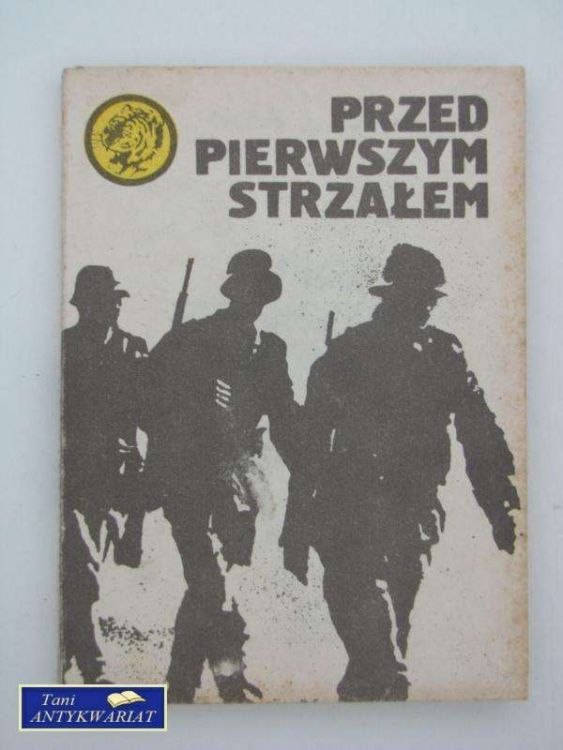 PRZED
PIERWSZYM
STRZAŁEM
Tani
ANTYKWARIAT